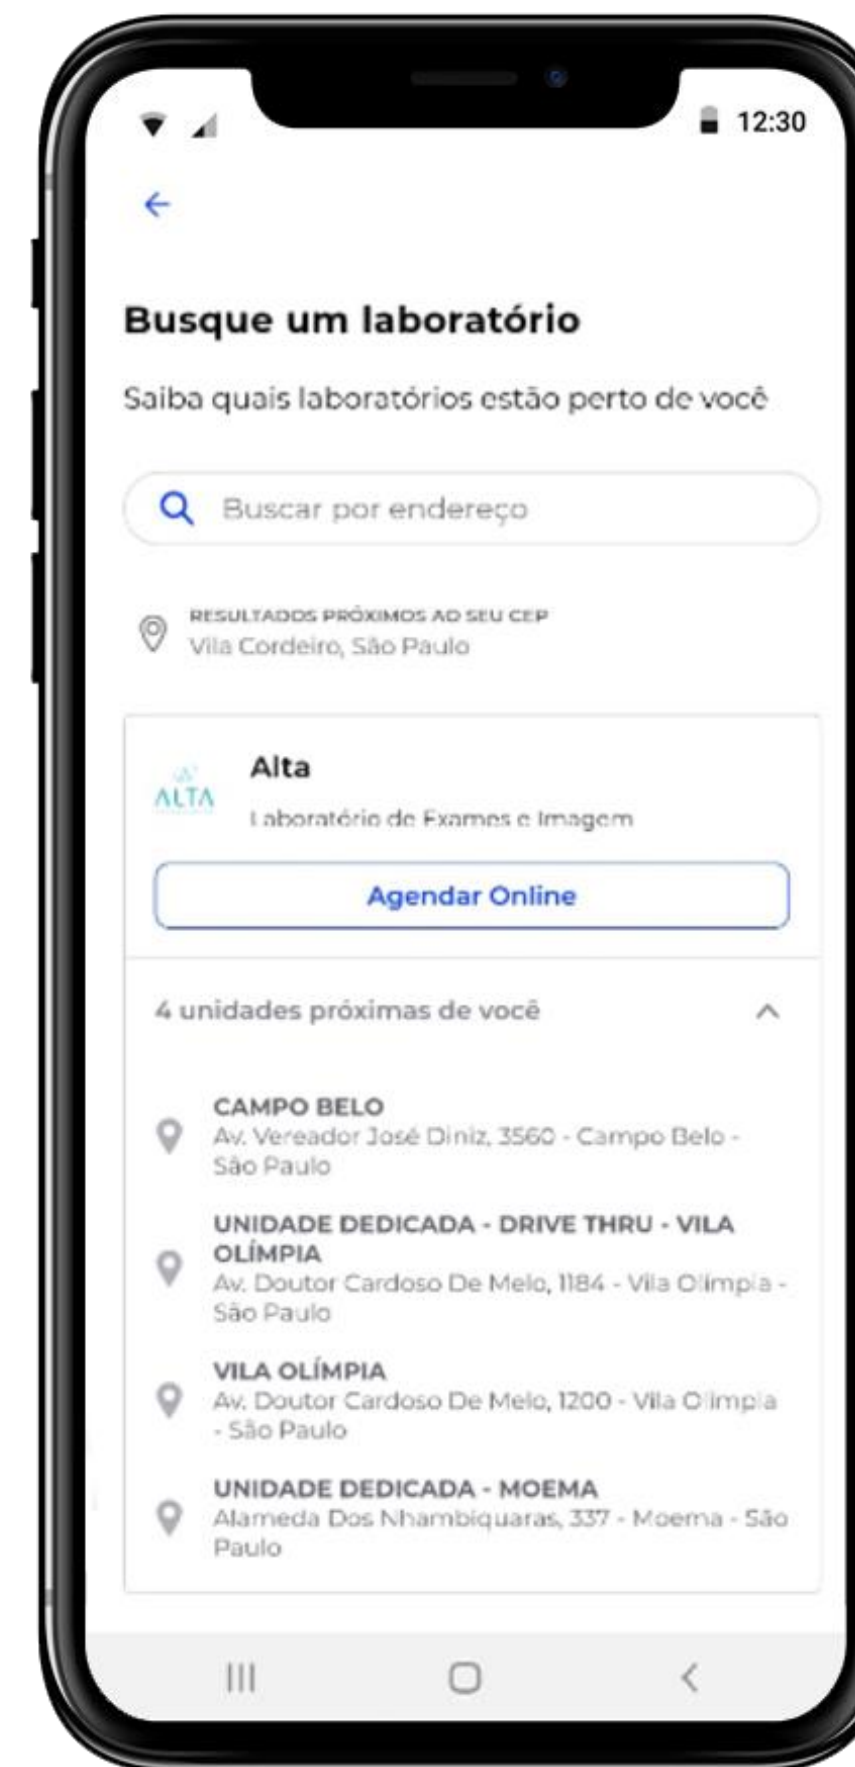 12:30
Busque um laboratório
Saiba quais laboratórios estão perto de você
Buscar por endereço
RESULTADOS PRÓXIMOS AO SEU CEP
Vila Cordeiro, São Paulo
Alta
ALTA
Laboratório de Exames e Imagem
Agendar Online
4 unidades próximas de você
CAMPO BELO
Av. Vereador José Diniz, 3560 - Campo Belo -
São Paulo
UNIDADE DEDICADA - DRIVE THRU - VILA
OLÍMPIA
Av. Doutor Cardoso De Melo, 1184 - Vila Olímpia -
São Paulo
VILA OLÍMPIA
Av. Doutor Cardoso De Melo, 1200 - Vila Olímpia
- São Paulo
UNIDADE DEDICADA - MOEMA
Alameda Dos Nhambiquaras, 337 - Moema - São
Paulo